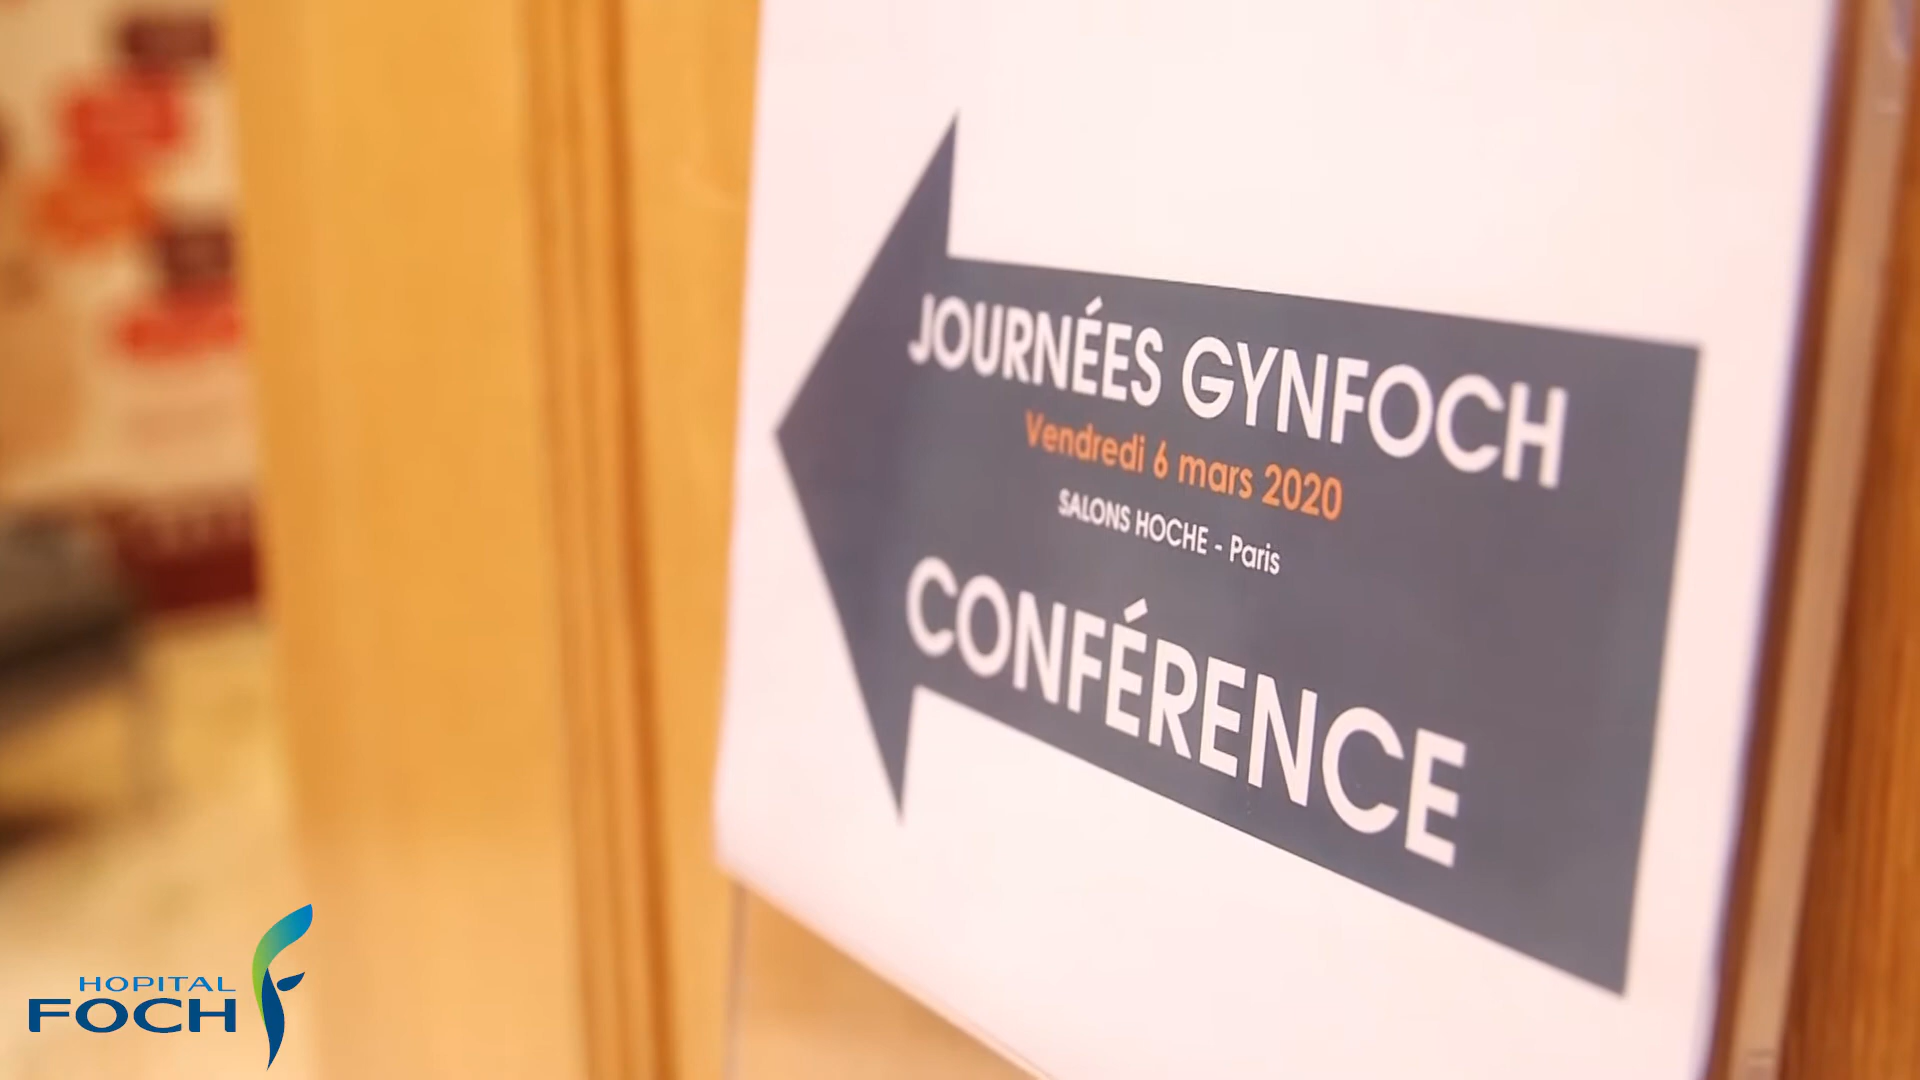 JOURNÉES GYNFOCH
Vendredi 6 mars 2020
SALONS HOCHE - Paris
CONFÉRENCE
HOPITAL
FOCH